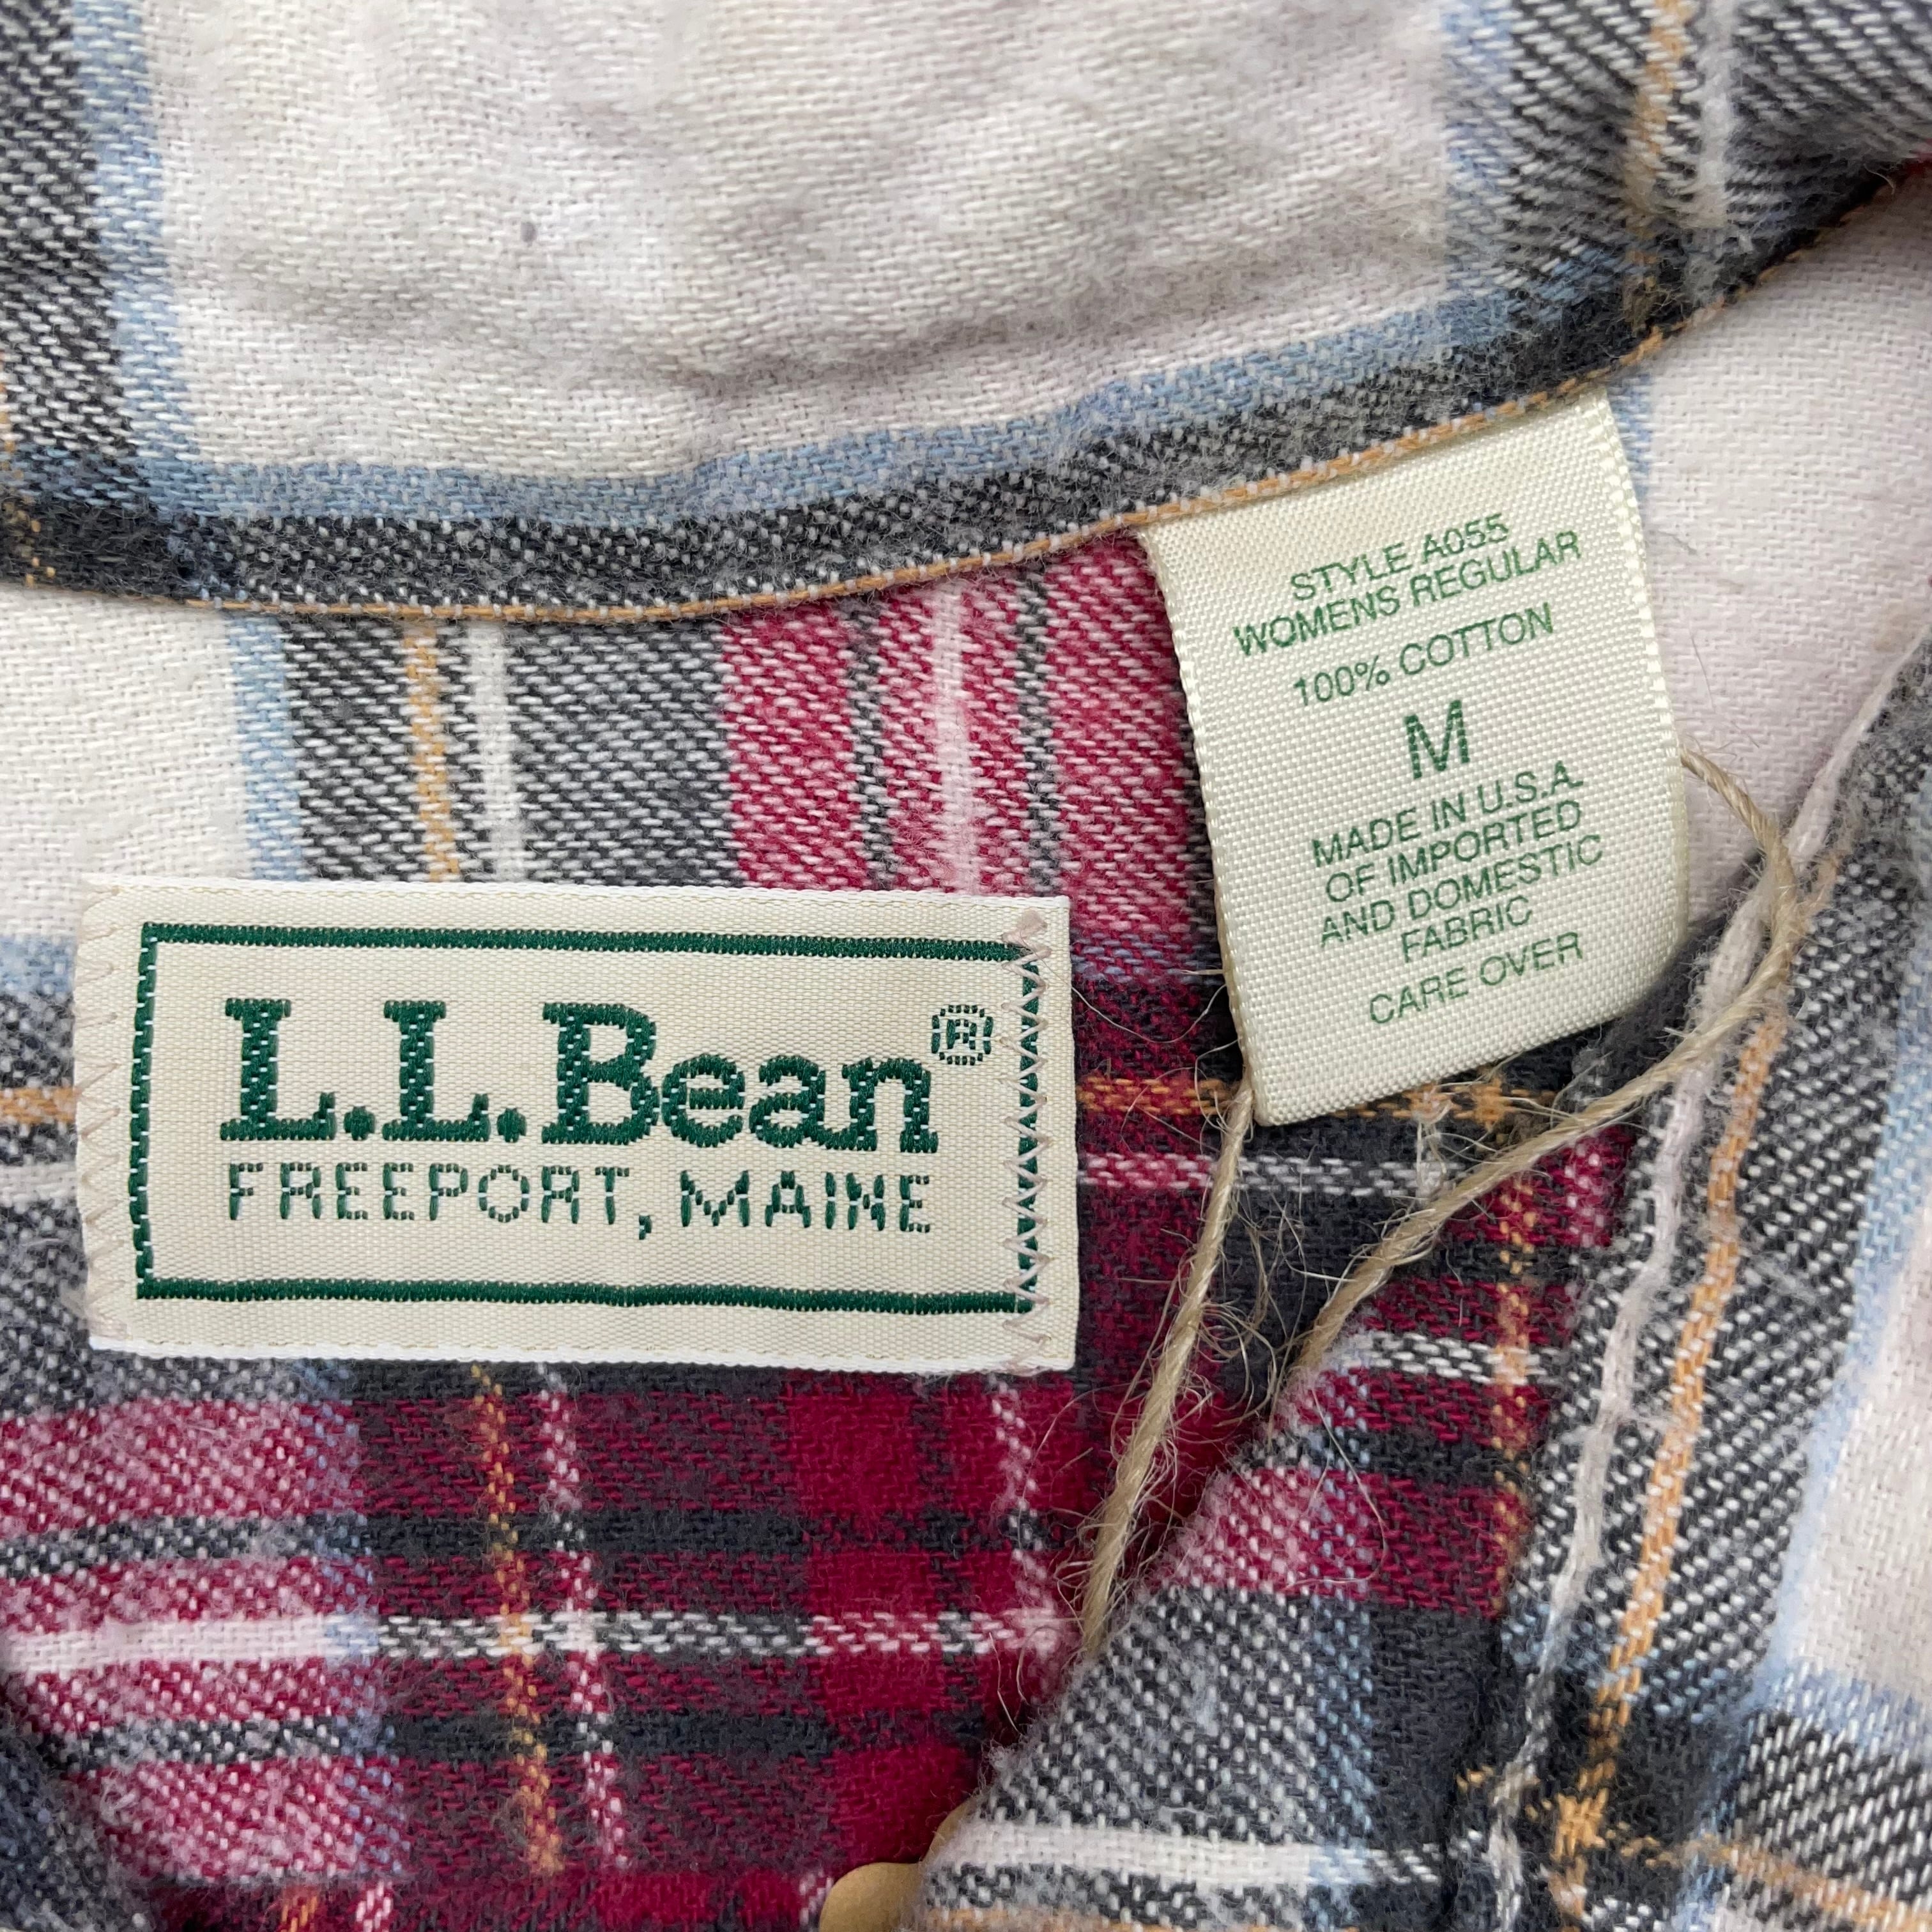 STYLE A055
WOMENS REGULAR
100% COTTON
M
MADE IN U.S.A.
OF IMPORTED
AND DOMESTIC
FABRIC
CARE OVER
L.L.Bean®
FREEPORT, MAINE